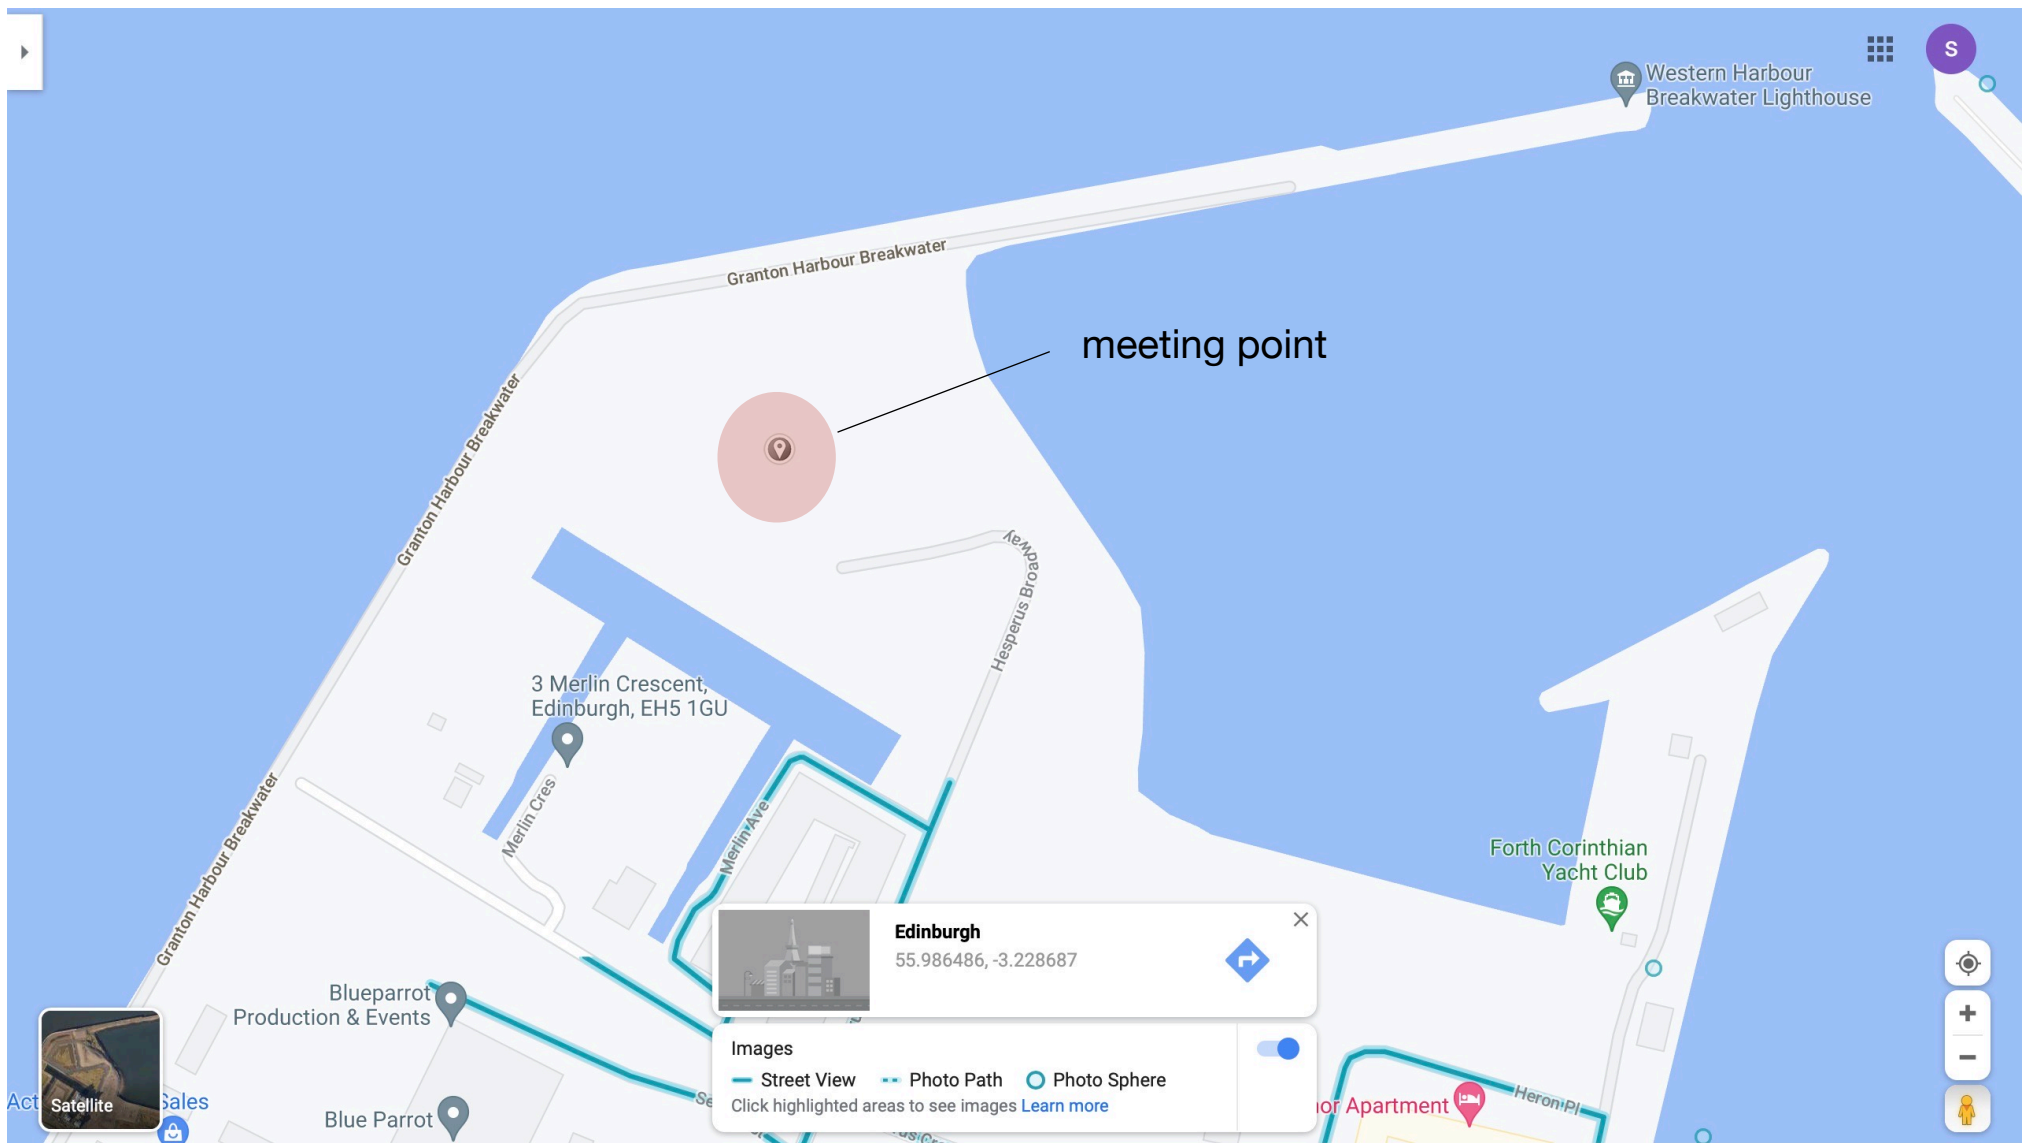 S
Western Harbour
Breakwater Lighthouse
Granton Harbour Breakwater
meeting point
Granton Harbour Breakwater
Hesperus Broadway
3 Merlin Crescent,
Edinburgh, EH5 1GU
Merlin Cres
Merlin Ave
Granton Harbour Breakwater
Forth Corinthian
Yacht Club
Edinburgh
55.986486, -3.228687
Blueparrot
Production & Events
Images
Street View
Photo Path
Photo Sphere
Click highlighted areas to see images Learn more
Satellite
Sales
Blue Parrot
Apartment
Heron Pl